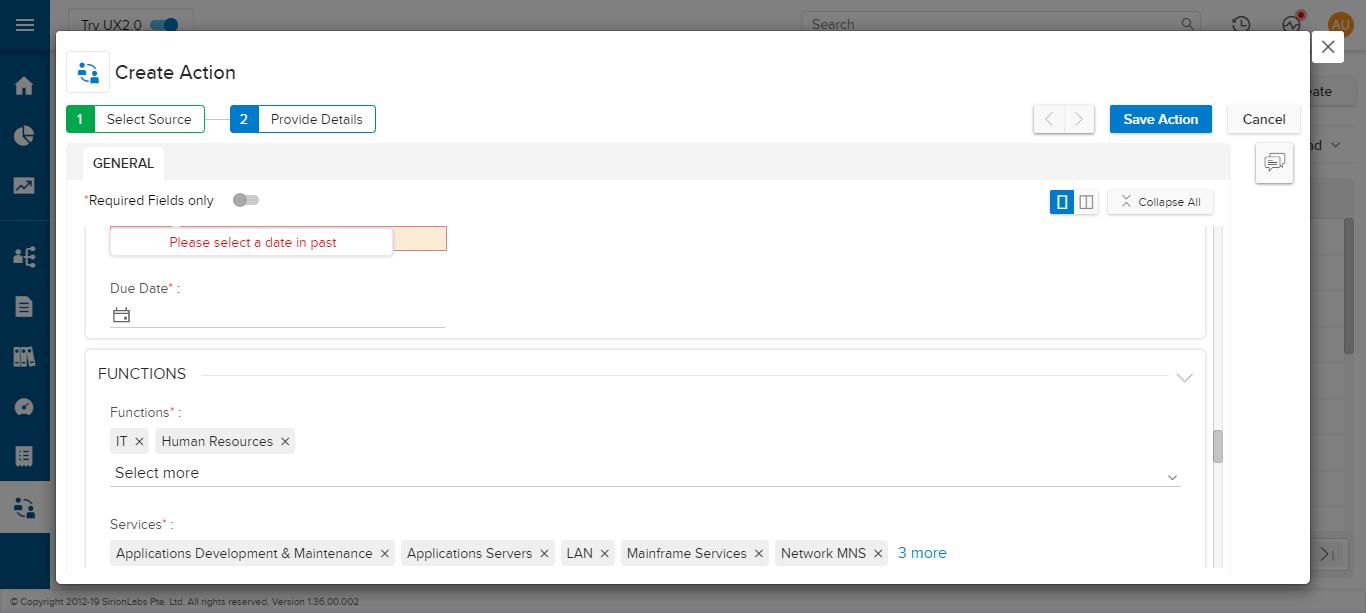 Try UX2.0
Search
AU
Create Action
1 Select Source
2 Provide Details
Save Action
Cancel
eate
ad
GENERAL
*Required Fields only
Collapse All
Please select a date in past
Due Date* :
FUNCTIONS
Functions* :
IT × Human Resources ×
Select more
Services* :
Applications Development & Maintenance × Applications Servers × LAN × Mainframe Services × Network MNS × 3 more
© Copyright 2012-19 SirionLabs Pte. Ltd. All rights reserved. Version 1.36.00.002